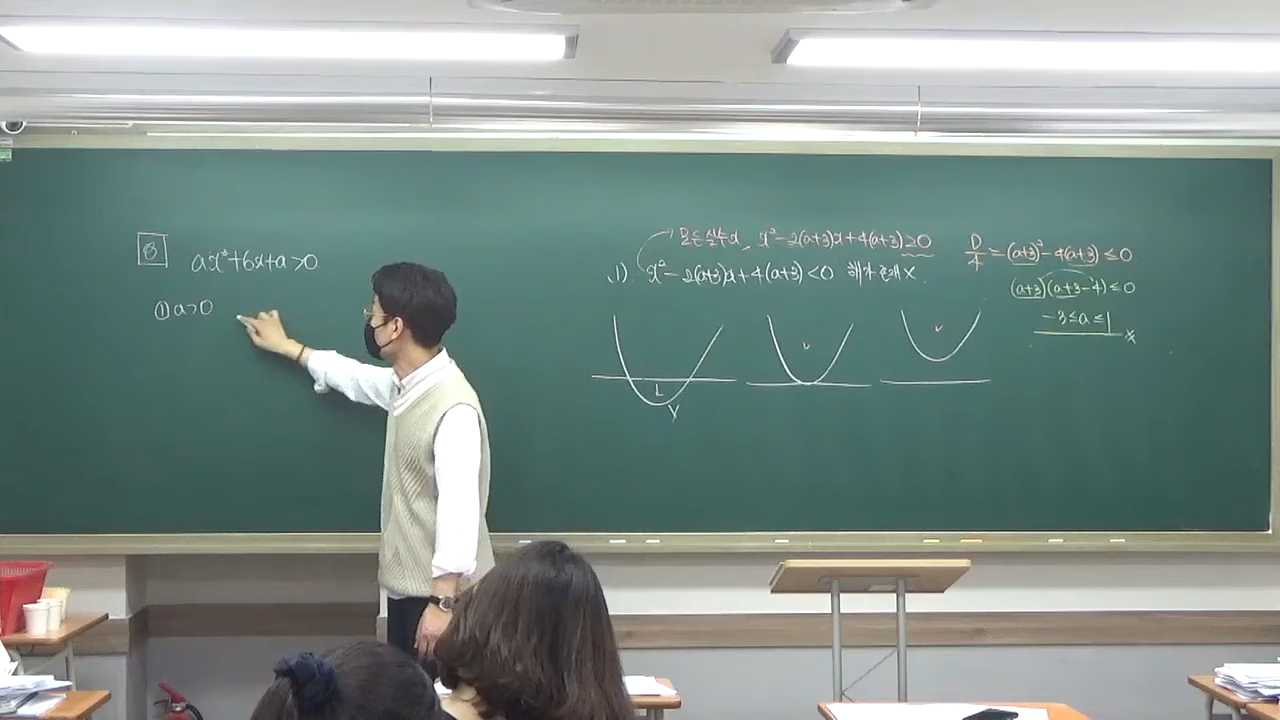 8
ax²+6x+a>0
① a>0
모든 실수 x, x²-2(a+3)x+4(a+3)≥0
(1). x²-2(a+3)x+4(a+3)<0 해가 존재 X.
D/4=(a+3)²-4(a+3)≤0
(a+3)(a+3-4)≤0
-3≤a≤1